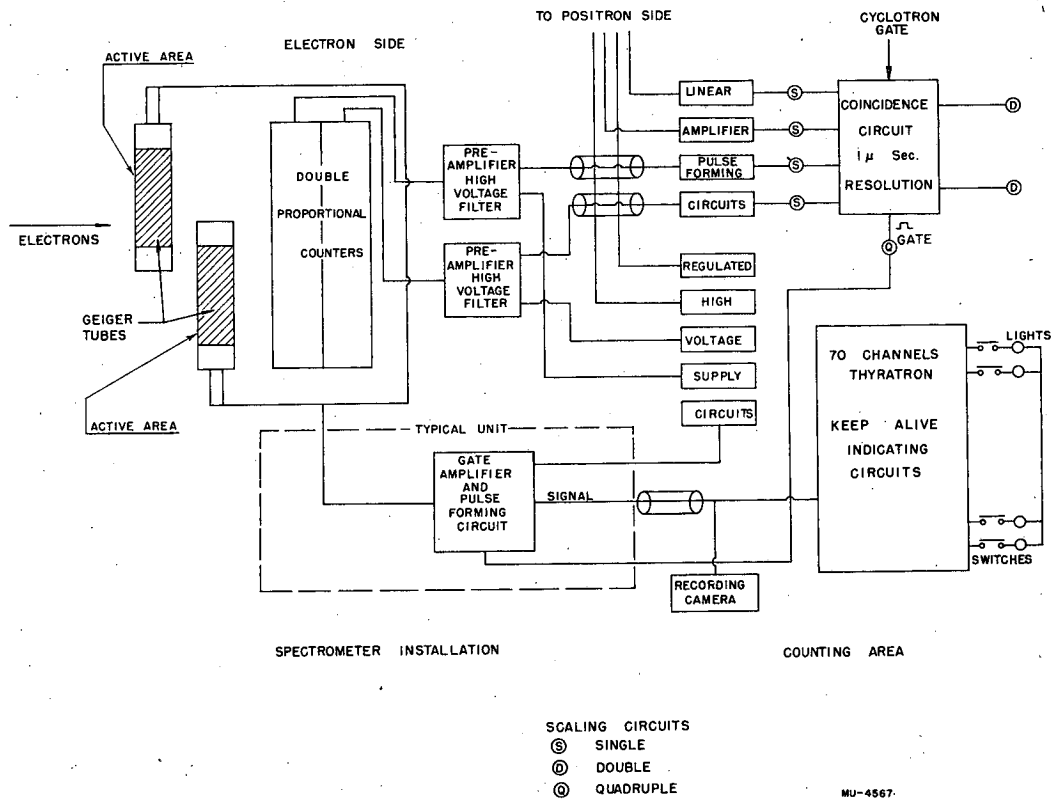 TO POSITRON SIDE
CYCLOTRON
GATE
ELECTRON SIDE
ACTIVE AREA
LINEAR
S
AMPLIFIER
S
PULSE
FORMING
S
CIRCUITS
S
COINCIDENCE
CIRCUIT
1 μ Sec.
RESOLUTION
D
D
PRE-
AMPLIFIER
HIGH
VOLTAGE
FILTER
DOUBLE
PROPORTIONAL
COUNTERS
ELECTRONS
GATE
Q
PRE-
AMPLIFIER
HIGH
VOLTAGE
FILTER
REGULATED
HIGH
VOLTAGE
SUPPLY
CIRCUITS
GEIGER
TUBES
ACTIVE AREA
LIGHTS
70 CHANNELS
THYRATRON
KEEP ALIVE
INDICATING
CIRCUITS
SWITCHES
TYPICAL UNIT
GATE
AMPLIFIER
AND
PULSE
FORMING
CIRCUIT
SIGNAL
RECORDING
CAMERA
SPECTROMETER INSTALLATION
COUNTING AREA
SCALING CIRCUITS
S SINGLE
D DOUBLE
Q QUADRUPLE
MU-4567